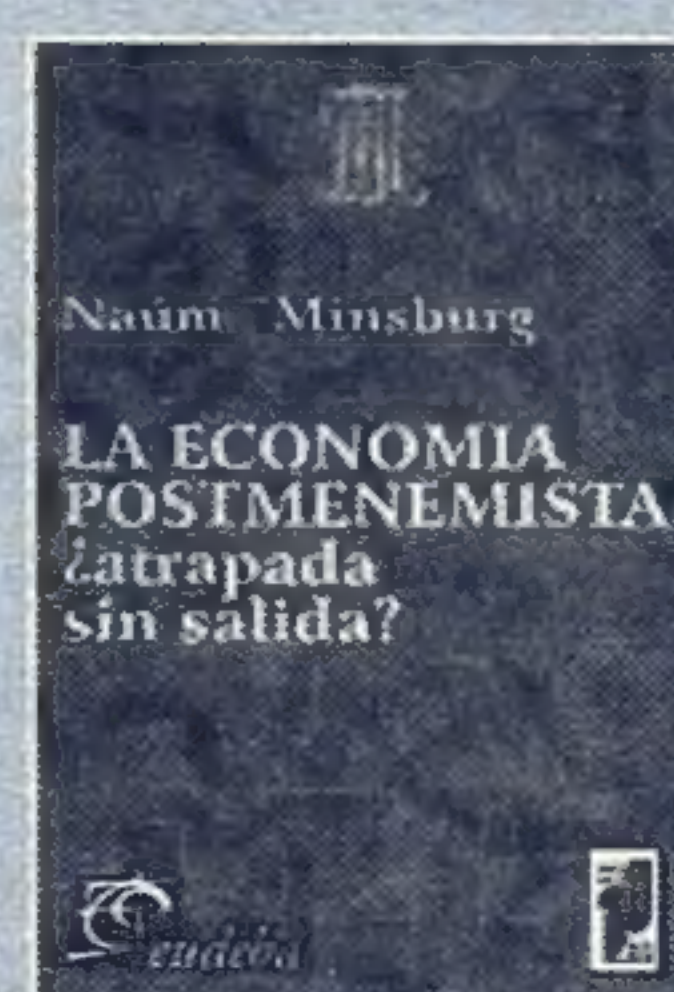 Naúm Minsburg
LA ECONOMIA
POSTMENEMISTA
¿atrapada
sin salida?
eudeba